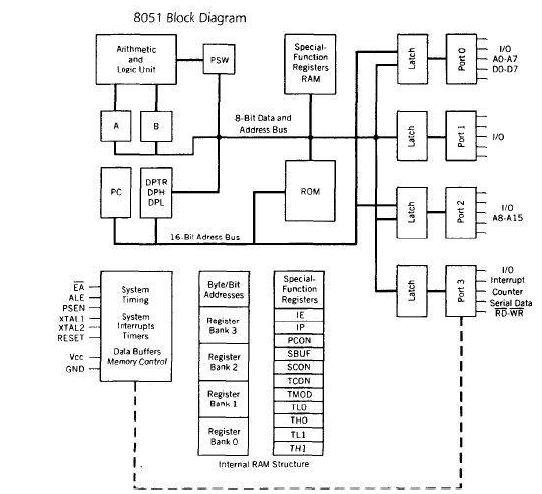 8051 Block Diagram
Arithmetic
and
Logic Unit
PSW
A
B
Special-
Function
Registers
RAM
8-Bit Data and
Address Bus
PC
DPTR
DPH
DPL
ROM
16-Bit Adress Bus
Latch
Port 0
I/O
A0-A7
D0-D7
Latch
Port 1
I/O
Latch
Port 2
I/O
A8-A15
Latch
Port 3
I/O
Interrupt
Counter
Serial Data
RD-WR
EA
ALE
PSEN
XTAL1
XTAL2
RESET
Vcc
GND
System
Timing
System
Interrupts
Timers
Data Buffers
Memory Control
Byte/Bit
Addresses
Register
Bank 3
Register
Bank 2
Register
Bank 1
Register
Bank 0
Special-
Function
Registers
IE
IP
PCON
SBUF
SCON
TCON
TMOD
TL0
TH0
TL1
TH1
Internal RAM Structure